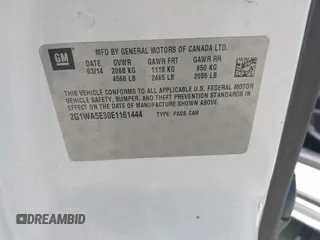 GM
MFD BY GENERAL MOTORS OF CANADA LTD.
DATE GVWR GAWR FRT GAWR RR
03/14 2068 KG 1118 KG 950 KG
4560 LB 2465 LB 2095 LB
THIS VEHICLE CONFORMS TO ALL APPLICABLE U.S. FEDERAL MOTOR
VEHICLE SAFETY, BUMPER, AND THEFT PREVENTION STANDARDS
IN EFFECT ON THE DATE OF MANUFACTURE SHOWN ABOVE.
2G1WA5E30E1181444 TYPE: PASS CAR
DREAMBID